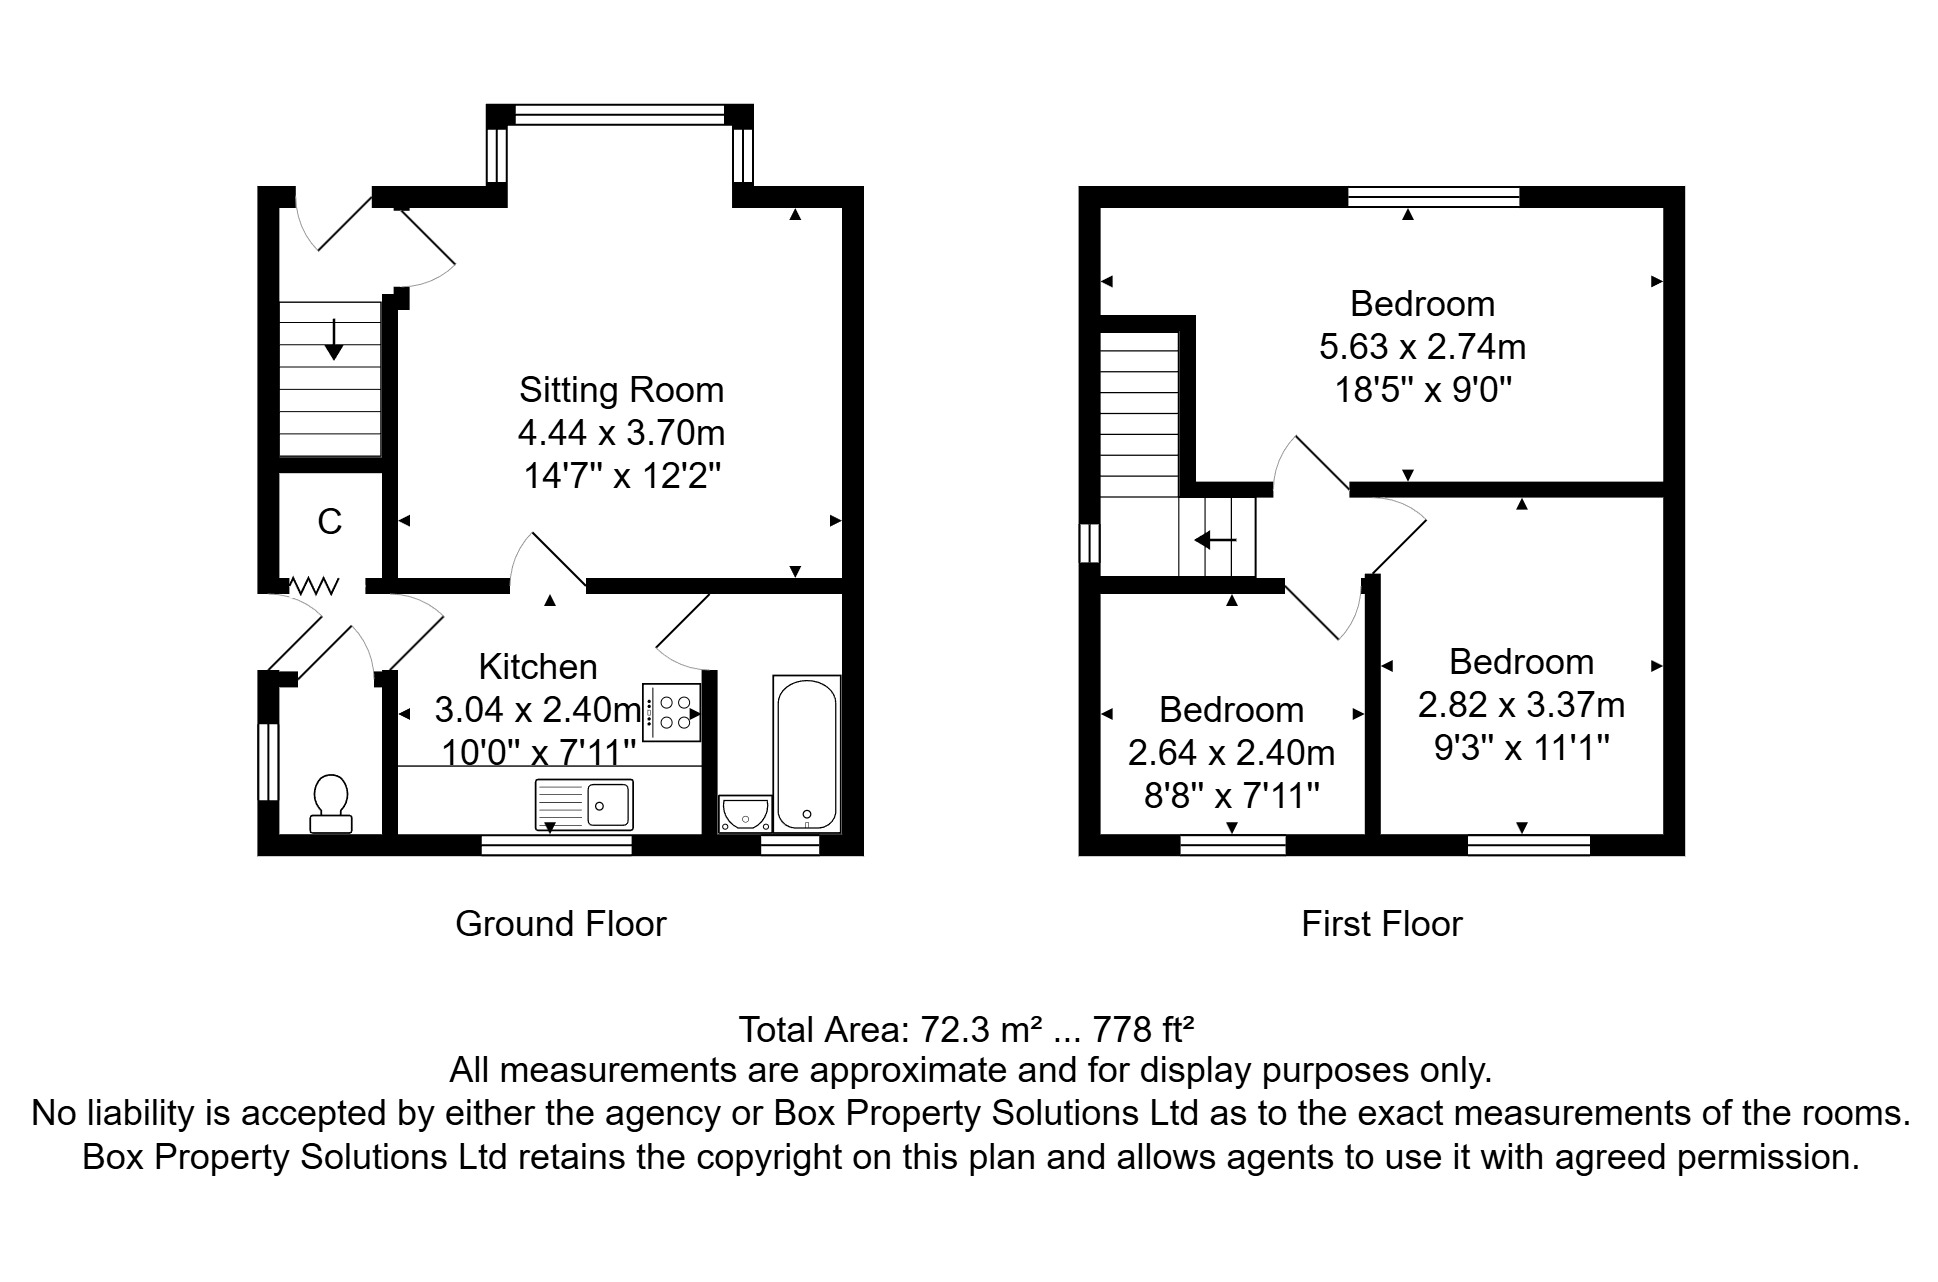 Sitting Room
4.44 x 3.70m
14'7" x 12'2"
C
Kitchen
3.04 x 2.40m
10'0" x 7'11"
Ground Floor
Bedroom
5.63 x 2.74m
18'5" x 9'0"
Bedroom
2.82 x 3.37m
9'3" x 11'1"
Bedroom
2.64 x 2.40m
8'8" x 7'11"
First Floor
Total Area: 72.3 m² ... 778 ft²
All measurements are approximate and for display purposes only.
No liability is accepted by either the agency or Box Property Solutions Ltd as to the exact measurements of the rooms.
Box Property Solutions Ltd retains the copyright on this plan and allows agents to use it with agreed permission.